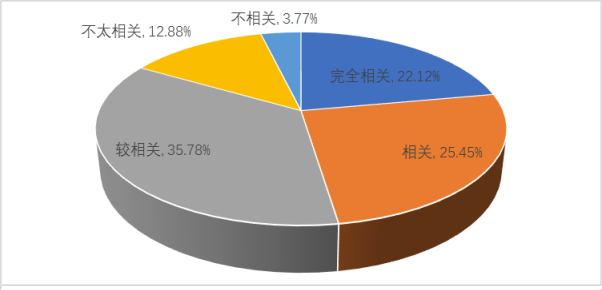 不相关, 3.77%
不太相关, 12.88%
完全相关, 22.12%
较相关, 35.78%
相关, 25.45%